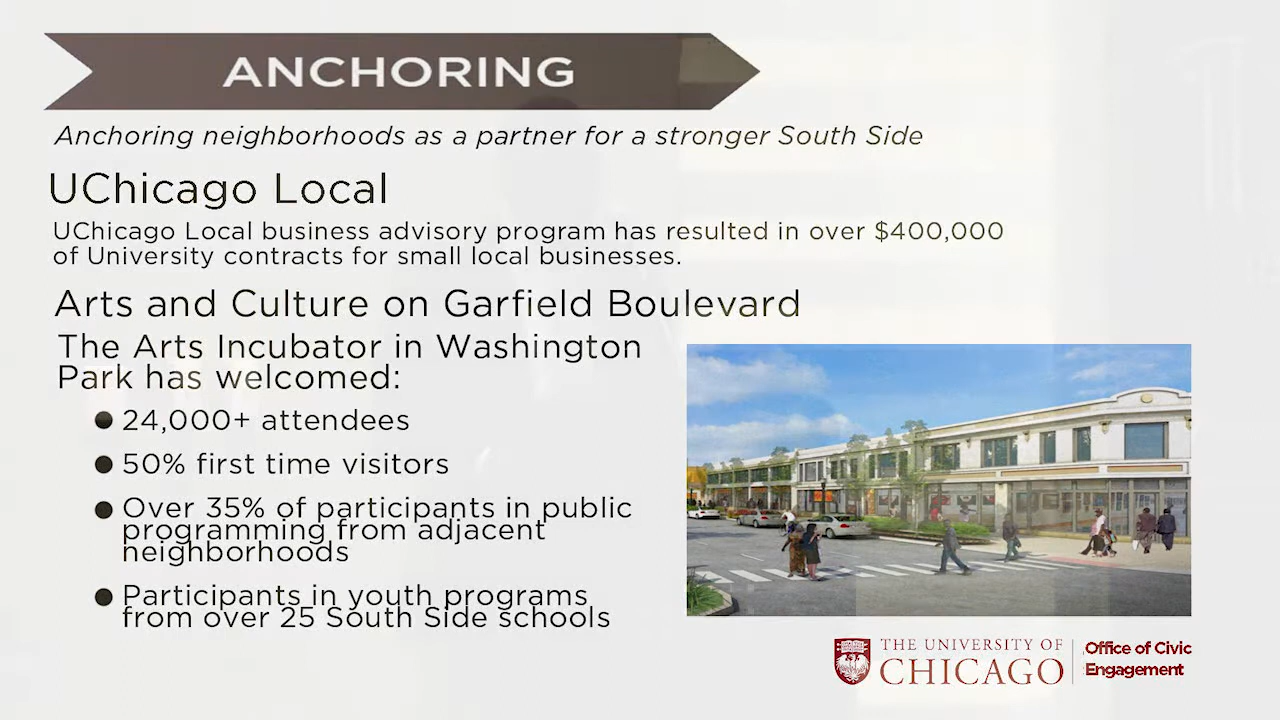 ANCHORING
Anchoring neighborhoods as a partner for a stronger South Side
UChicago Local
UChicago Local business advisory program has resulted in over $400,000
of University contracts for small local businesses.
Arts and Culture on Garfield Boulevard
The Arts Incubator in Washington
Park has welcomed:
● 24,000+ attendees
● 50% first time visitors
● Over 35% of participants in public
programming from adjacent
neighborhoods
● Participants in youth programs
from over 25 South Side schools
THE UNIVERSITY OF
CHICAGO
Office of Civic
Engagement